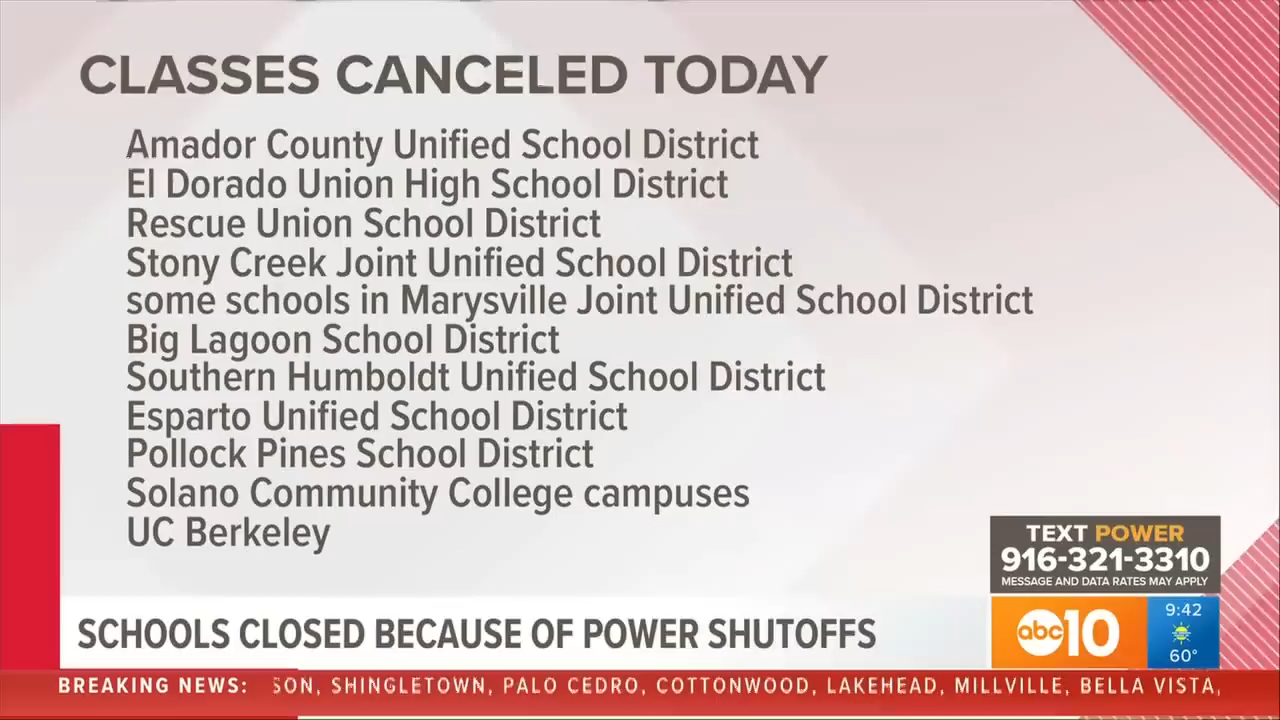 CLASSES CANCELED TODAY
Amador County Unified School District
El Dorado Union High School District
Rescue Union School District
Stony Creek Joint Unified School District
some schools in Marysville Joint Unified School District
Big Lagoon School District
Southern Humboldt Unified School District
Esparto Unified School District
Pollock Pines School District
Solano Community College campuses
UC Berkeley
TEXT POWER
916-321-3310
MESSAGE AND DATA RATES MAY APPLY
SCHOOLS CLOSED BECAUSE OF POWER SHUTOFFS
abc10
9:42
60°
BREAKING NEWS: SON, SHINGLETOWN, PALO CEDRO, COTTONWOOD, LAKEHEAD, MILLVILLE, BELLA VISTA,